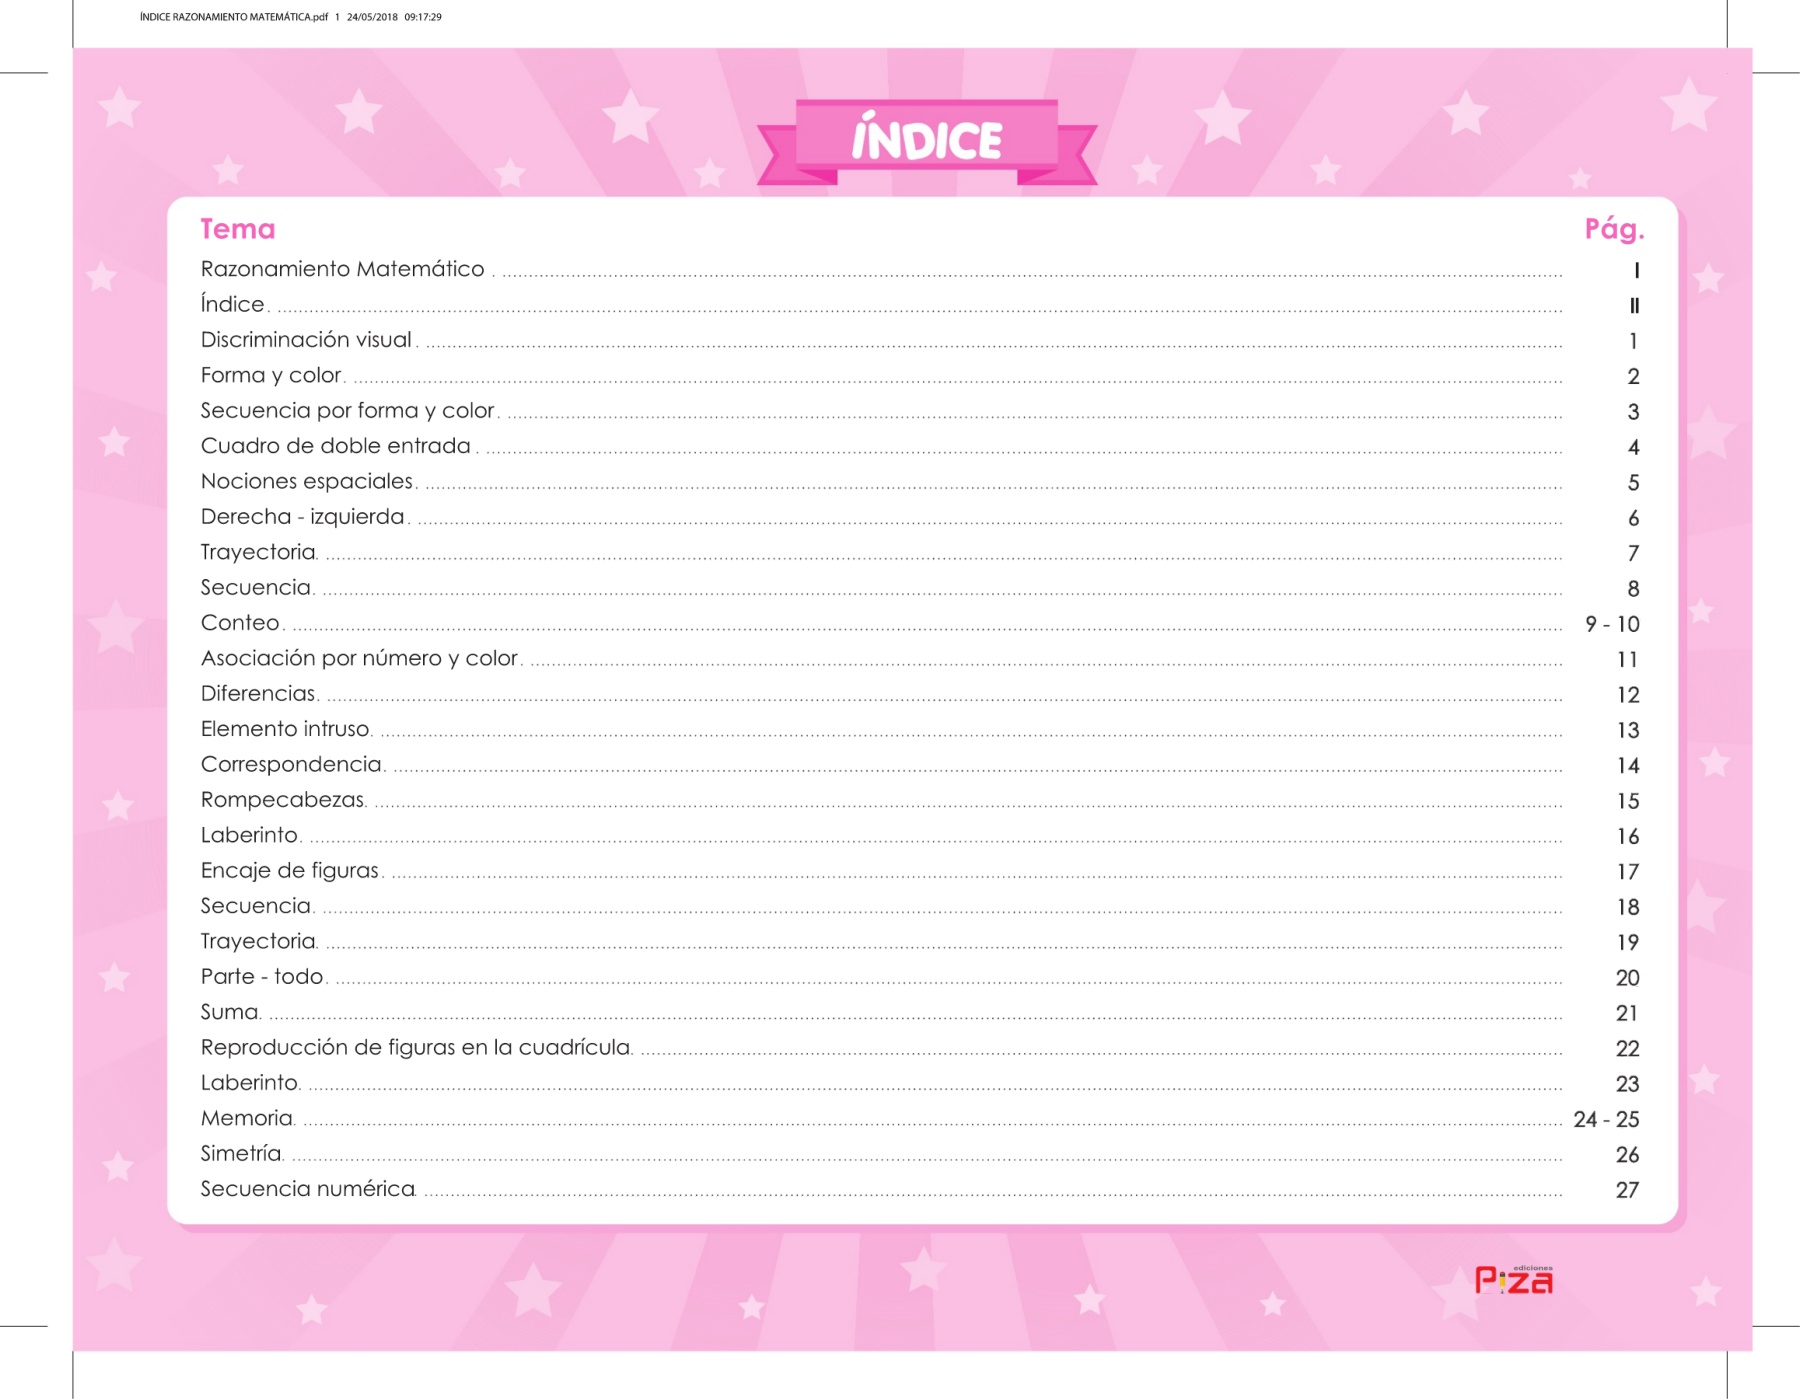 ÍNDICE RAZONAMIENTO MATEMÁTICA.pdf 1 24/05/2018 09:17:29
ÍNDICE
Tema Pág.
Razonamiento Matemático I
Índice II
Discriminación visual 1
Forma y color 2
Secuencia por forma y color 3
Cuadro de doble entrada 4
Nociones espaciales 5
Derecha - izquierda 6
Trayectoria 7
Secuencia 8
Conteo 9 - 10
Asociación por número y color 11
Diferencias 12
Elemento intruso 13
Correspondencia 14
Rompecabezas 15
Laberinto 16
Encaje de figuras 17
Secuencia 18
Trayectoria 19
Parte - todo 20
Suma 21
Reproducción de figuras en la cuadrícula 22
Laberinto 23
Memoria 24 - 25
Simetría 26
Secuencia numérica 27
ediciones
Piza